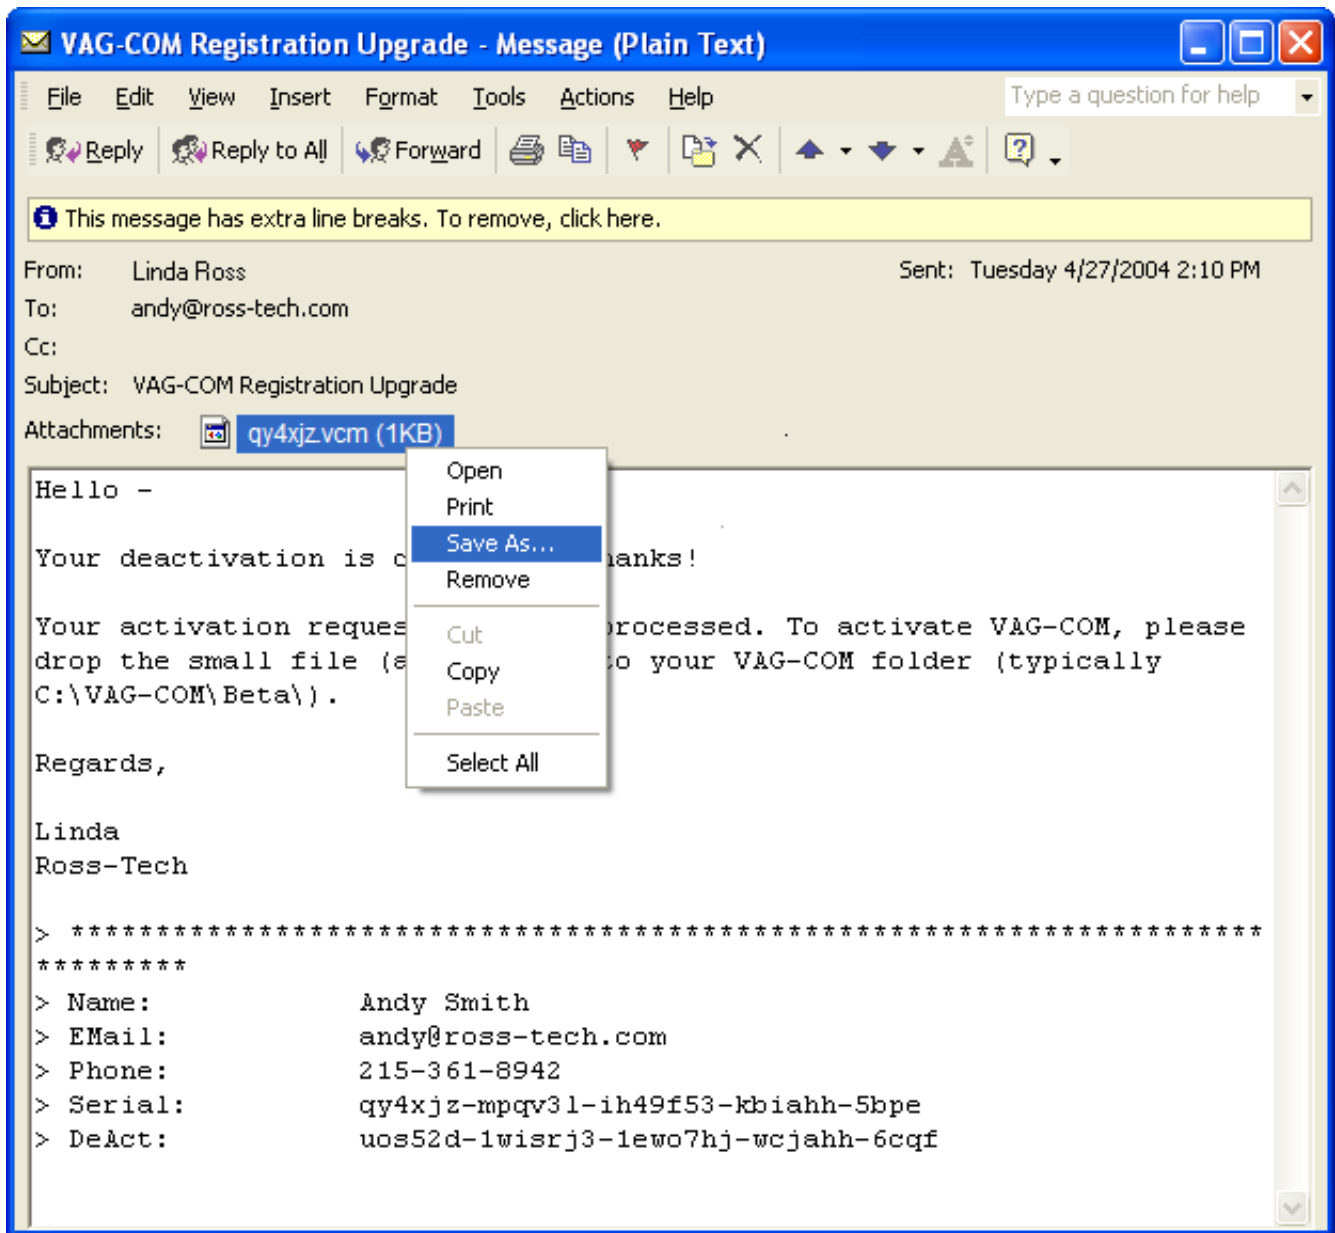 VAG-COM Registration Upgrade - Message (Plain Text)
File Edit View Insert Format Tools Actions Help Type a question for help
Reply Reply to All Forward
This message has extra line breaks. To remove, click here.
From: Linda Ross Sent: Tuesday 4/27/2004 2:10 PM
To: andy@ross-tech.com
Cc:
Subject: VAG-COM Registration Upgrade
Attachments: qy4xjz.vcm (1KB)
Open
Print
Save As...
Remove
Cut
Copy
Paste
Select All
Hello -
Your deactivation is c hanks!
Your activation reques processed. To activate VAG-COM, please
drop the small file (a to your VAG-COM folder (typically
C:\VAG-COM\Beta\).
Regards,
Linda
Ross-Tech
> **********************************************************************
*********
> Name: Andy Smith
> EMail: andy@ross-tech.com
> Phone: 215-361-8942
> Serial: qy4xjz-mpqv3l-ih49f53-kbiahh-5bpe
> DeAct: uos52d-1wisrj3-1ewo7hj-wcjahh-6cqf